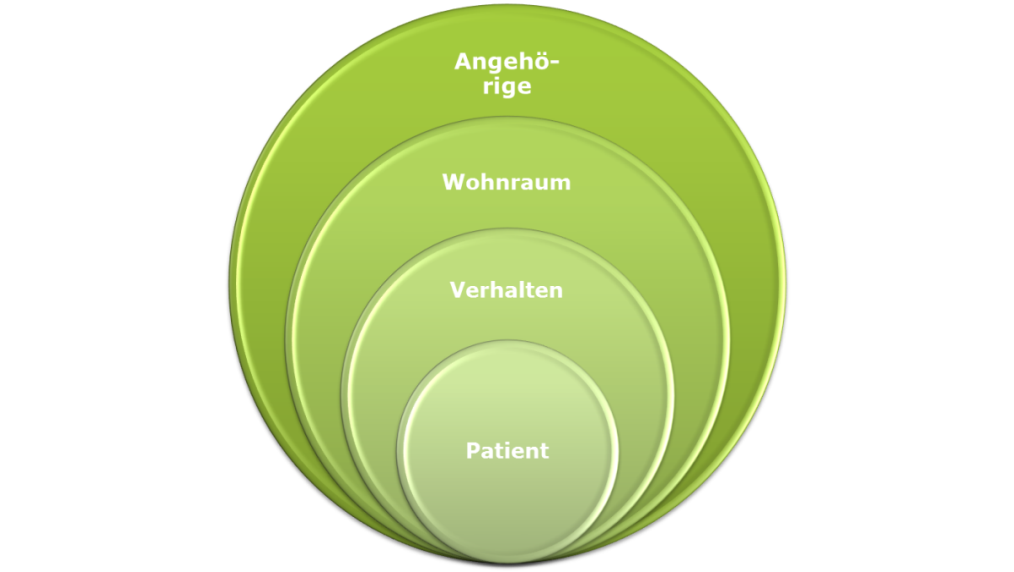 Angehö-
rige
Wohnraum
Verhalten
Patient